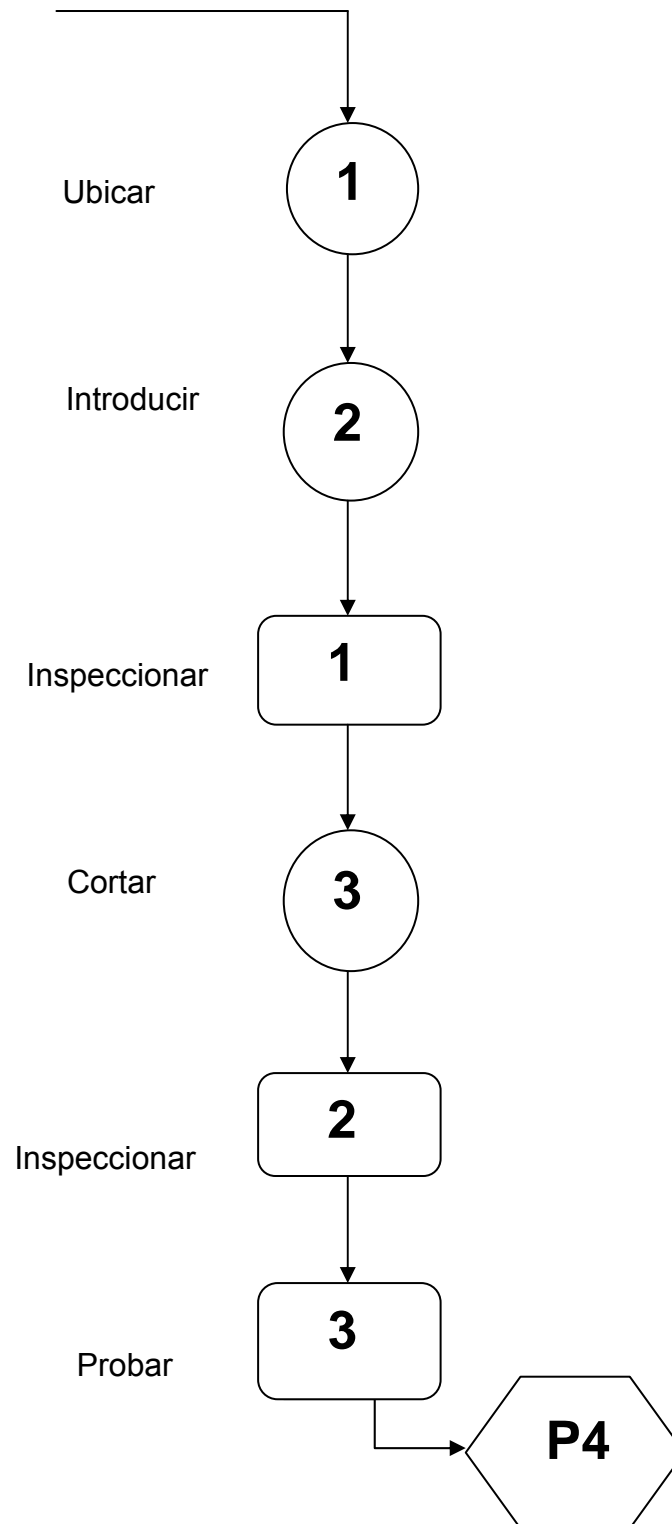 1
Ubicar
2
Introducir
1
Inspeccionar
3
Cortar
2
Inspeccionar
3
Probar
P4